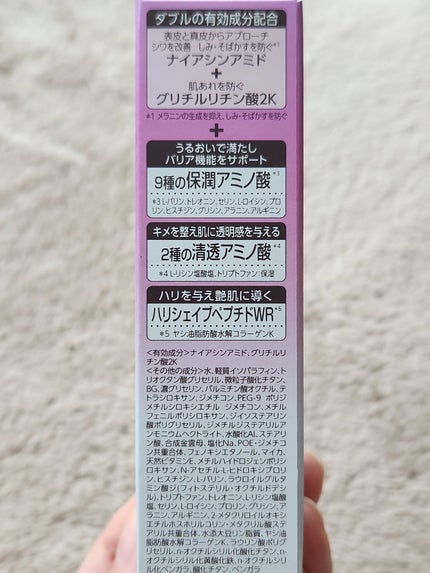 ダブルの有効成分配合
表皮と真皮からアプローチ
シワを改善 しみ・そばかすを防ぐ*1
ナイアシンアミド
+
肌あれを防ぐ
グリチルリチン酸2K
*1 メラニンの生成を抑え、しみ・そばかすを防ぐ
+
うるおいで満たし
バリア機能をサポート
9種の保潤アミノ酸*3
*3 L-バリン、トレオニン、セリン、L-ロイシン、プロ
リン、ヒスチジン、グリシン、アラニン、アルギニン
キメを整え肌に透明感を与える
2種の清透アミノ酸*4
*4 L-リシン塩酸塩、トリプトファン:保湿
ハリを与え艶肌に導く
ハリシェイプペプチドWR*5
*5 ヤシ油脂肪酸水解コラーゲンK
<有効成分>ナイアシンアミド、グリチルリ
チン酸2K
<その他の成分>水、軽質イソパラフィン、ト
リオクタン酸グリセリル、微粒子酸化チタン、
BG、濃グリセリン、パルミチン酸オクチル、デ
トラシロキサン、ジメチコン、PEG-9 ポリジ
メチルシロキシエチル ジメチコン、メチル
フェニルポリシロキサン、ジイソステアリン
酸ポリグリセリル、ジメチルジステアリルア
ンモニウムヘクトライト、水酸化AL、ステアリ
ン酸、合成金雲母、塩化Na、POE・ジメチコ
ン共重合体、フェノキシエタノール、マイカ、
天然ビタミンE、メチルハイドロジェンポリシ
ロキサン、N-アセチル-L-ヒドロキシプロリ
ン、ヒスチジン、L-バリン、ラウロイルグルタ
ミン酸ジ(フィトステリル・オクチルドデシ
ル)、トリプトファン、トレオニン、L-リシン塩酸
塩、セリン、L-ロイシン、プロリン、グリシン、ア
ラニン、アルギニン、2-メタクリロイルオキシ
エチルホスホリルコリン・メタクリル酸ステ
アリル共重合体、水添大豆リン脂質、ヤシ油
脂肪酸水解コラーゲンK、ラウリン酸ポリグ
リセリル、n-オクチルシリル化酸化チタン、n-
オクチルシリル化黄酸化鉄、n-オクチルシリ
ル化ベンガラ、酸化チタン、ベンガラ